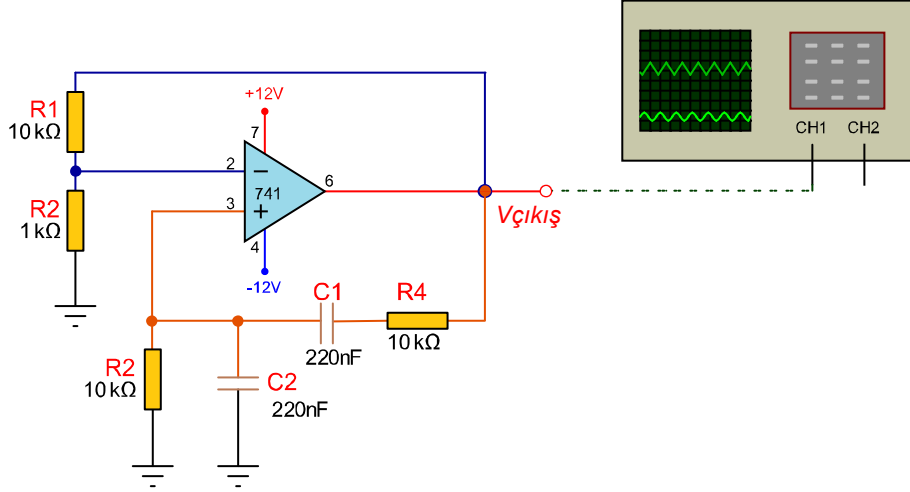 +12V
R1
10kΩ
7
CH1 CH2
2
6
741
R2
1kΩ
3
Vçıkış
4
-12V
C1
R4
220nF
10kΩ
R2
10kΩ
C2
220nF